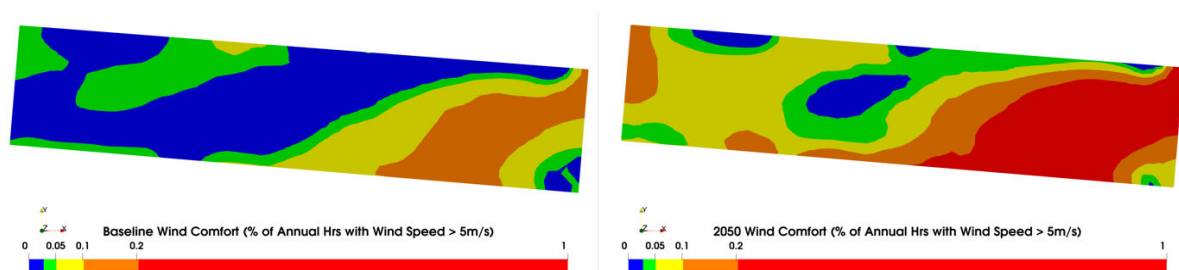 Y
Z X
Baseline Wind Comfort (% of Annual Hrs with Wind Speed > 5m/s)
0 0.05 0.1 0.2 1
Y
Z X
2050 Wind Comfort (% of Annual Hrs with Wind Speed > 5m/s)
0 0.05 0.1 0.2 1